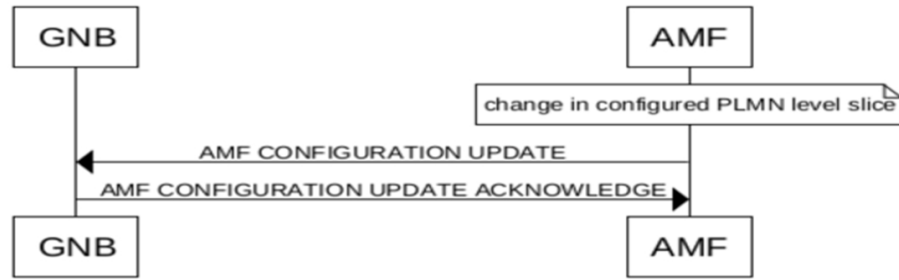 GNB
AMF
change in configured PLMN level slice
AMF CONFIGURATION UPDATE
AMF CONFIGURATION UPDATE ACKNOWLEDGE
GNB
AMF